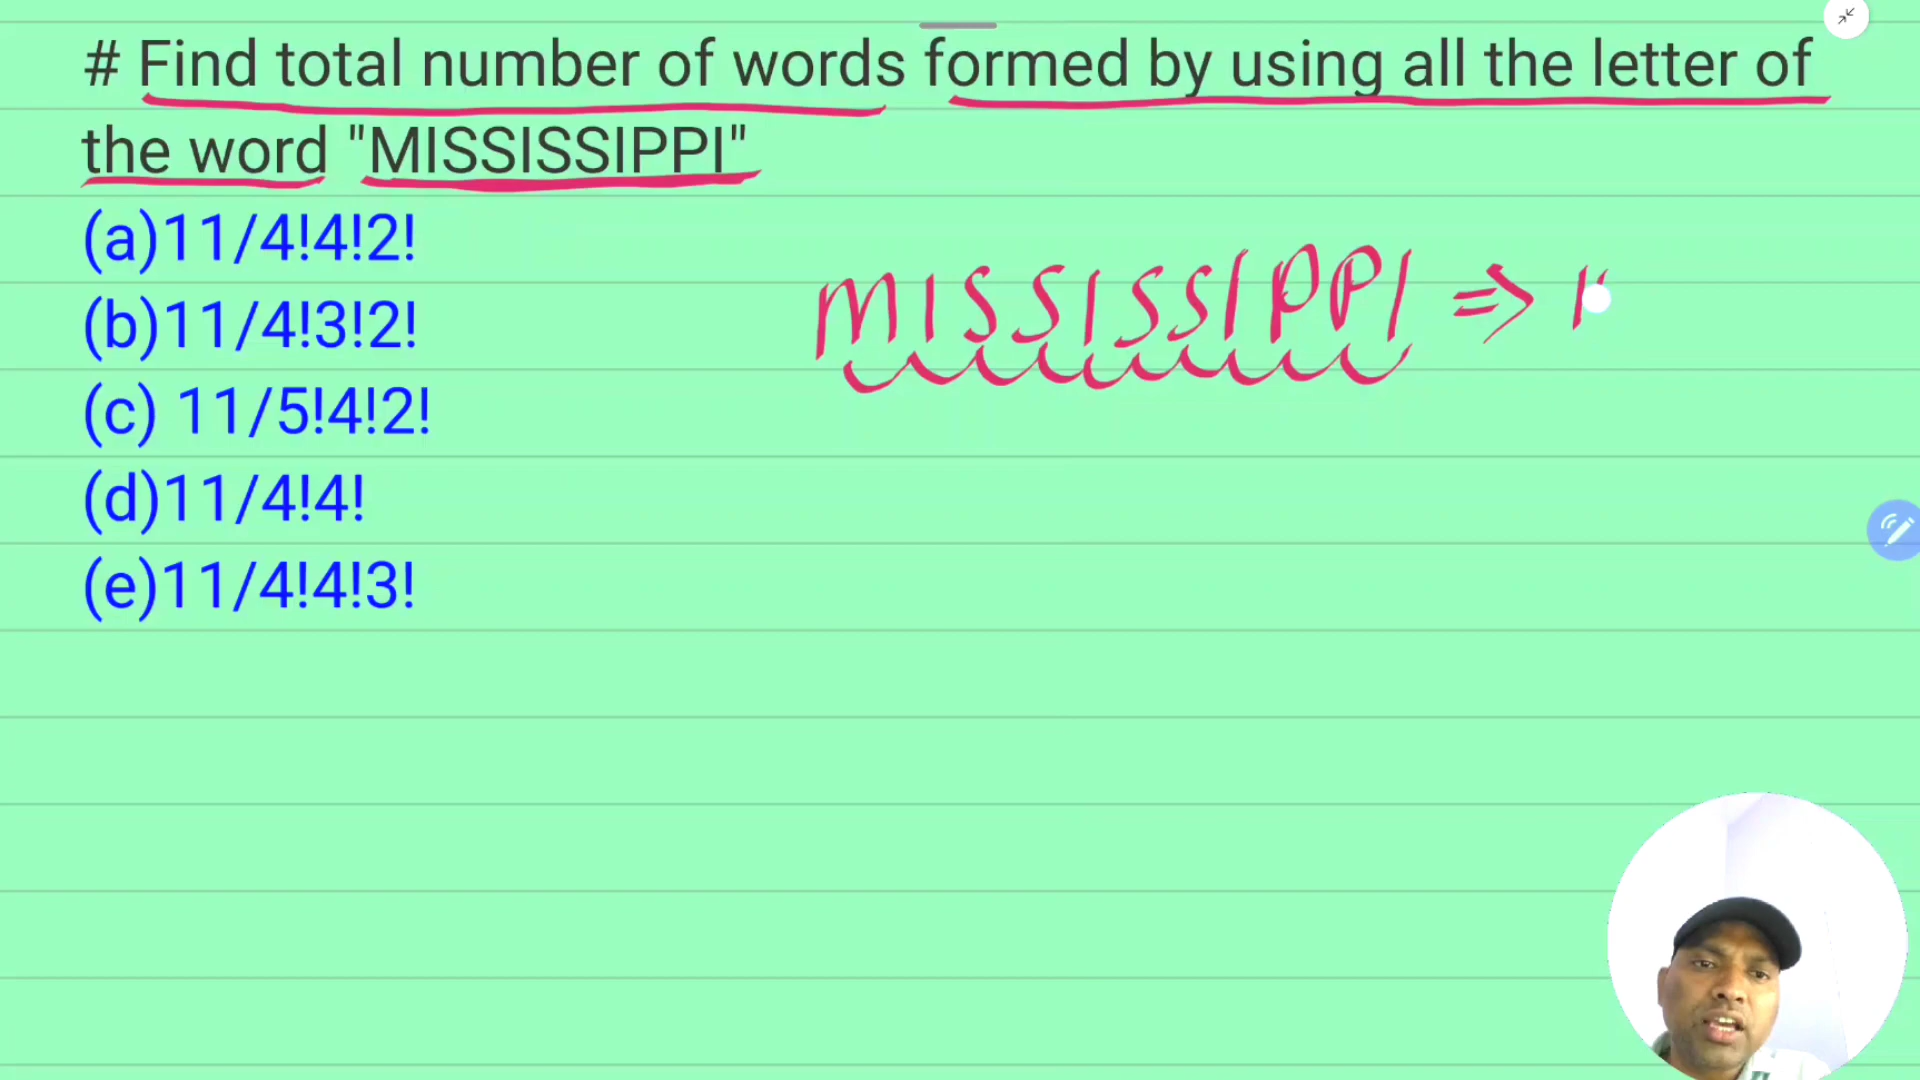 # Find total number of words formed by using all the letter of
the word "MISSISSIPPI"
(a)11/4!4!2!
(b)11/4!3!2!
(c) 11/5!4!2!
(d)11/4!4!
(e)11/4!4!3!
MISSISSIPPI => 11